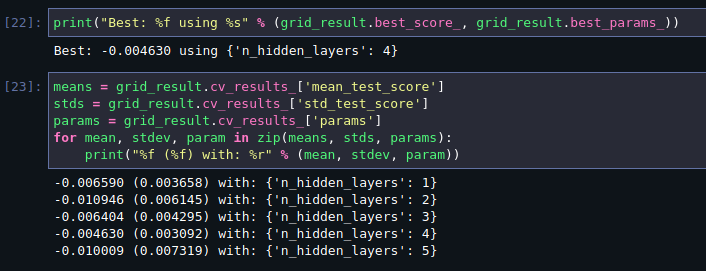 [22]: print("Best: %f using %s" % (grid_result.best_score_, grid_result.best_params_))
Best: -0.004630 using {'n_hidden_layers': 4}
[23]: means = grid_result.cv_results_['mean_test_score']
stds = grid_result.cv_results_['std_test_score']
params = grid_result.cv_results_['params']
for mean, stdev, param in zip(means, stds, params):
    print("%f (%f) with: %r" % (mean, stdev, param))
-0.006590 (0.003658) with: {'n_hidden_layers': 1}
-0.010946 (0.006145) with: {'n_hidden_layers': 2}
-0.006404 (0.004295) with: {'n_hidden_layers': 3}
-0.004630 (0.003092) with: {'n_hidden_layers': 4}
-0.010009 (0.007319) with: {'n_hidden_layers': 5}